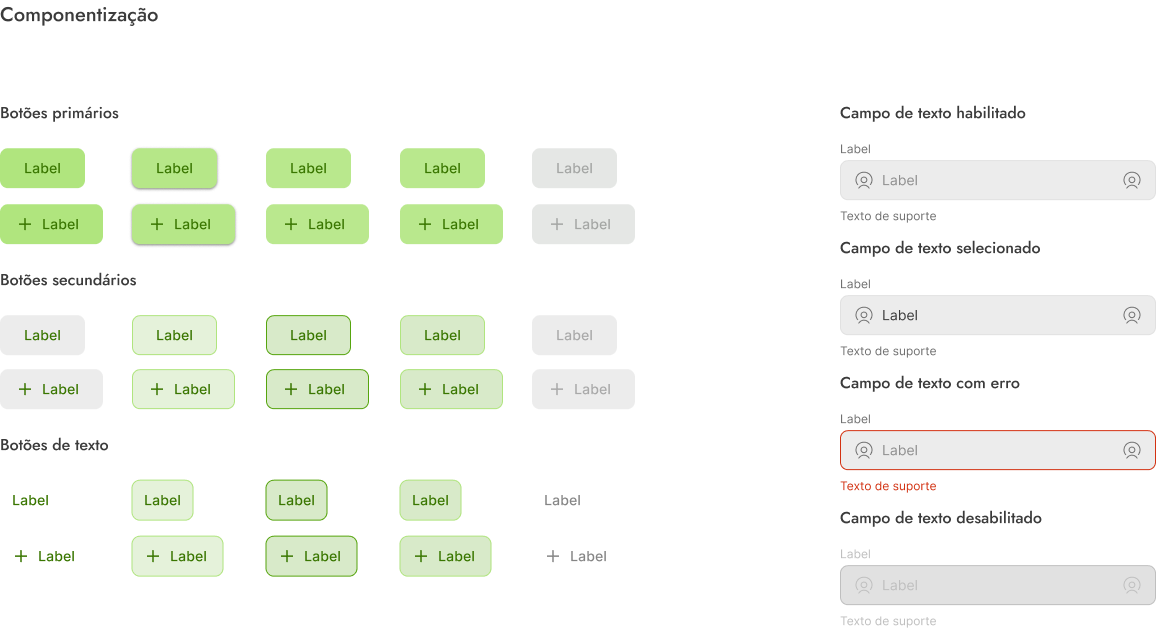 Componentização
Botões primários
Label Label Label Label Label
+ Label + Label + Label + Label + Label
Botões secundários
Label Label Label Label Label
+ Label + Label + Label + Label + Label
Botões de texto
Label Label Label Label Label
+ Label + Label + Label + Label + Label
Campo de texto habilitado
Label
Label
Texto de suporte
Campo de texto selecionado
Label
Label
Texto de suporte
Campo de texto com erro
Label
Label
Texto de suporte
Campo de texto desabilitado
Label
Label
Texto de suporte